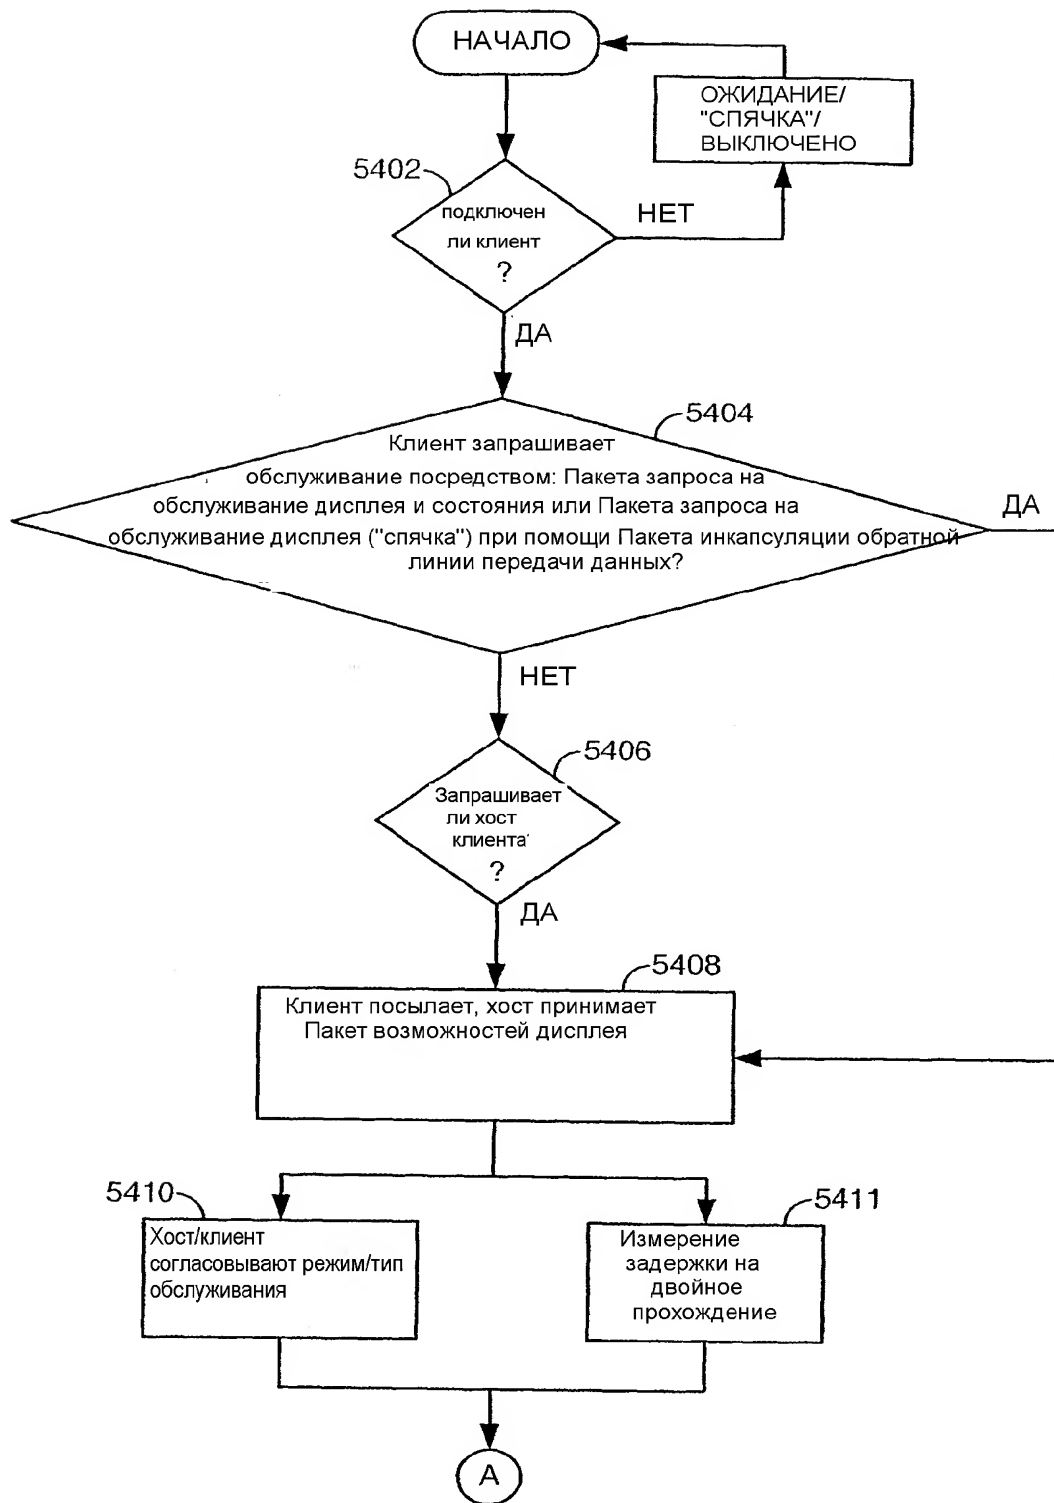 НАЧАЛО
ОЖИДАНИЕ/
"СПЯЧКА"/
ВЫКЛЮЧЕНО
5402
подключен
ли клиент
?
НЕТ
ДА
5404
Клиент запрашивает
обслуживание посредством: Пакета запроса на
обслуживание дисплея и состояния или Пакета запроса на
обслуживание дисплея ("спячка") при помощи Пакета инкапсуляции обратной
линии передачи данных?
ДА
НЕТ
5406
Запрашивает
ли хост
клиента
?
ДА
5408
Клиент посылает, хост принимает
Пакет возможностей дисплея
5410
Хост/клиент
согласовывают режим/тип
обслуживания
5411
Измерение
задержки на
двойное
прохождение
А